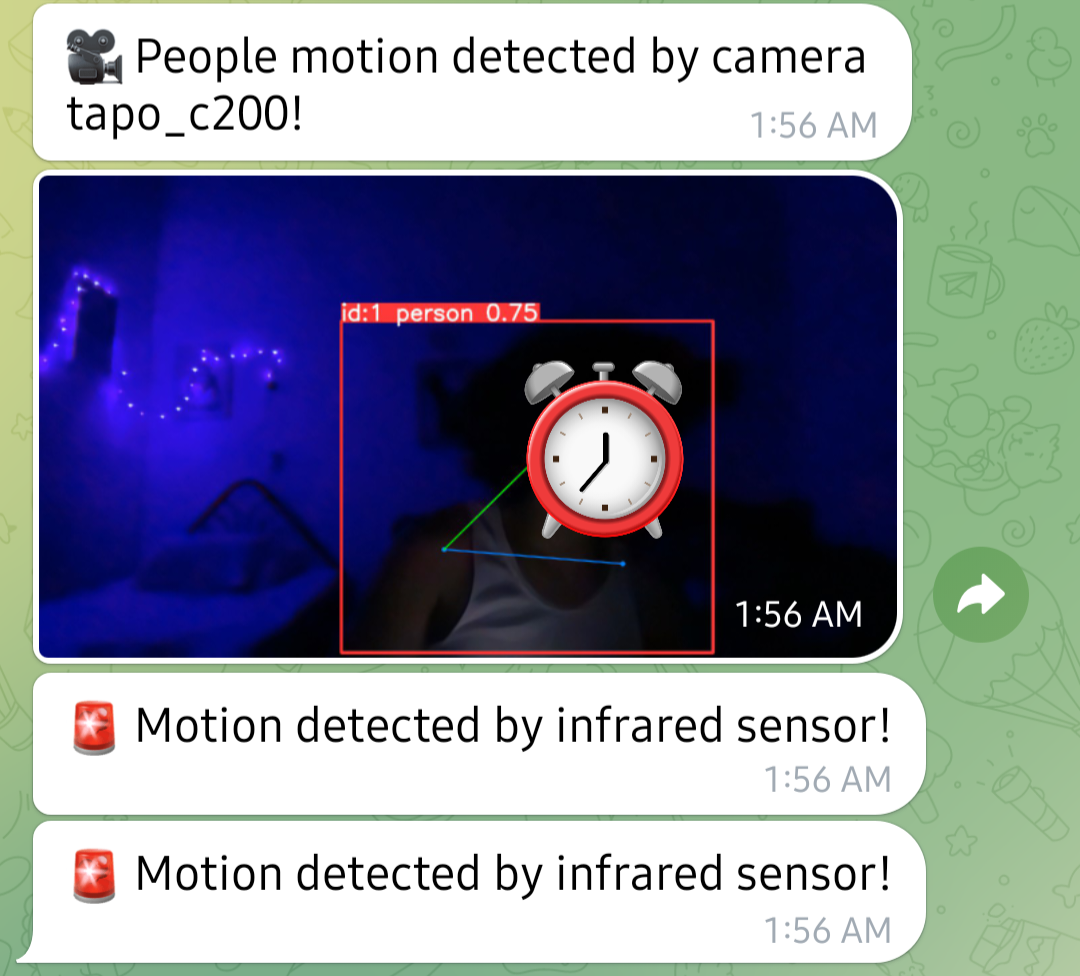 🎥 People motion detected by camera
tapo_c200!
1:56 AM
id:1 person 0.75
1:56 AM
🚨 Motion detected by infrared sensor!
1:56 AM
🚨 Motion detected by infrared sensor!
1:56 AM